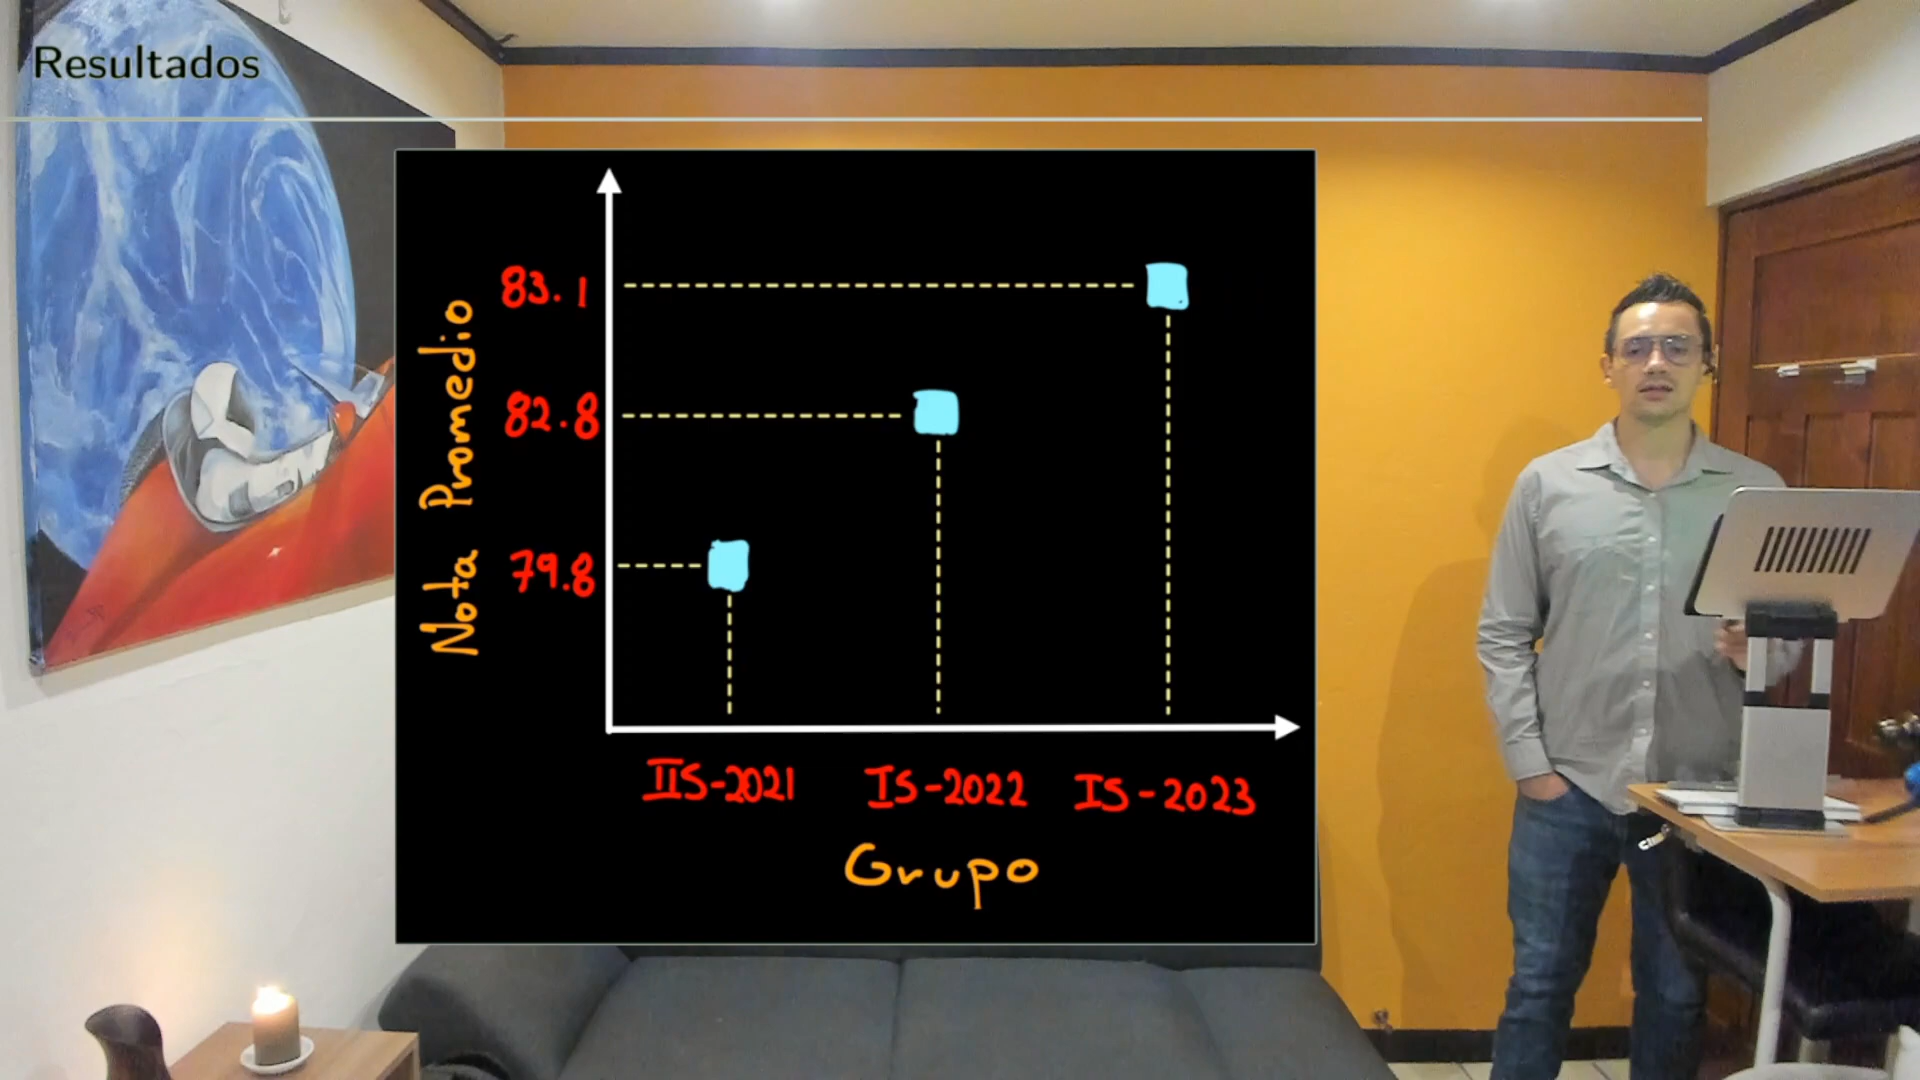 Resultados
Nota Promedio
83.1
82.8
79.8
IIS-2021 IS-2022 IS-2023
Grupo